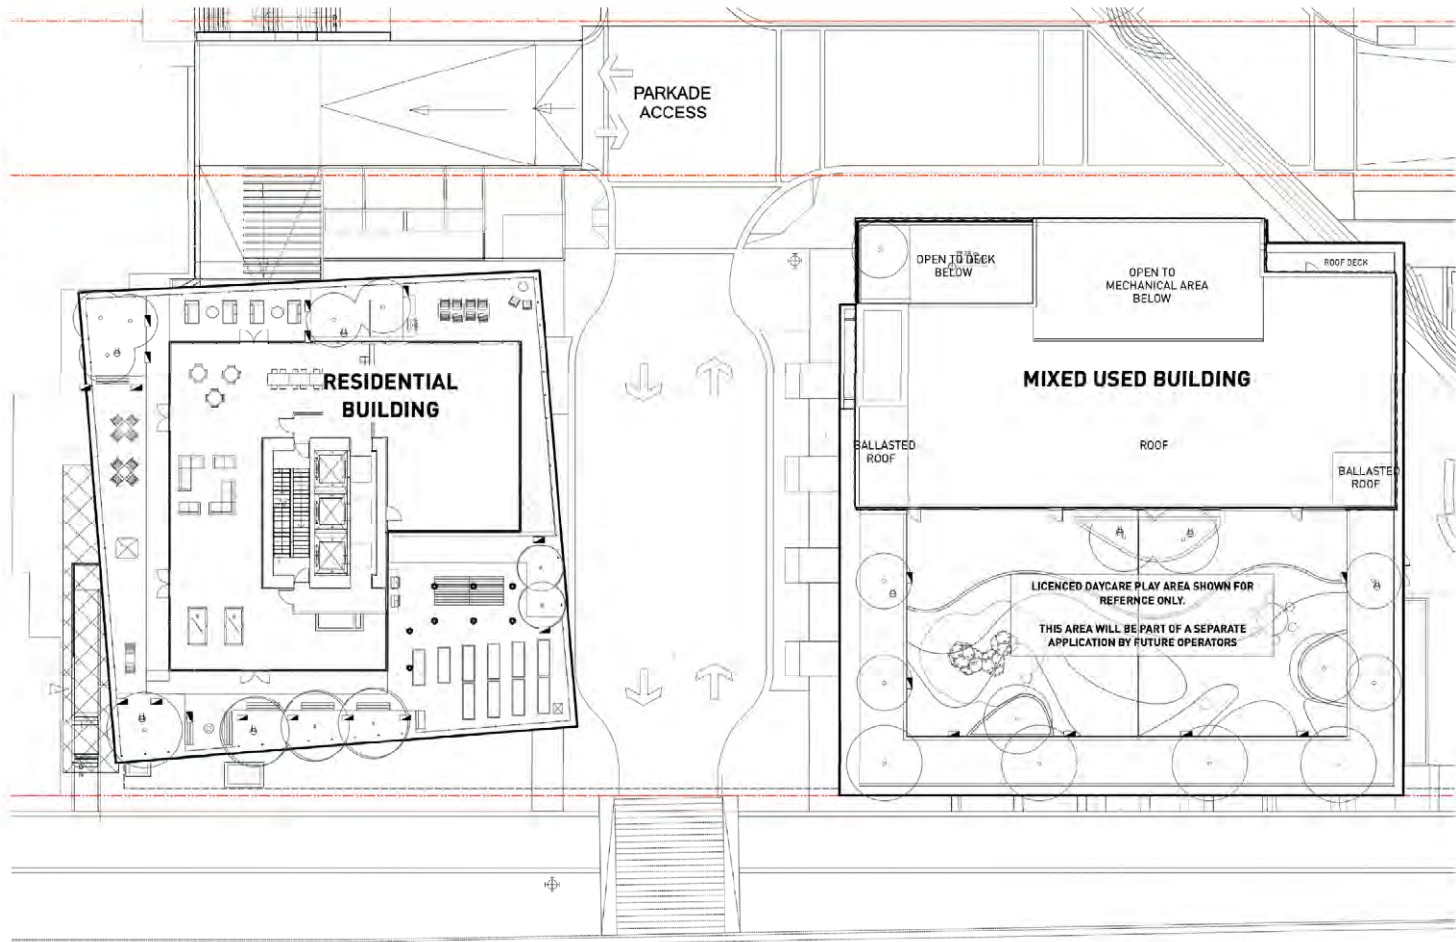 PARKADE
ACCESS
OPEN TO DECK
BELOW
OPEN TO
MECHANICAL AREA
BELOW
ROOF DECK
RESIDENTIAL
BUILDING
MIXED USED BUILDING
BALLASTED
ROOF
ROOF
BALLASTED
ROOF
LICENCED DAYCARE PLAY AREA SHOWN FOR
REFERNCE ONLY.
THIS AREA WILL BE PART OF A SEPARATE
APPLICATION BY FUTURE OPERATORS